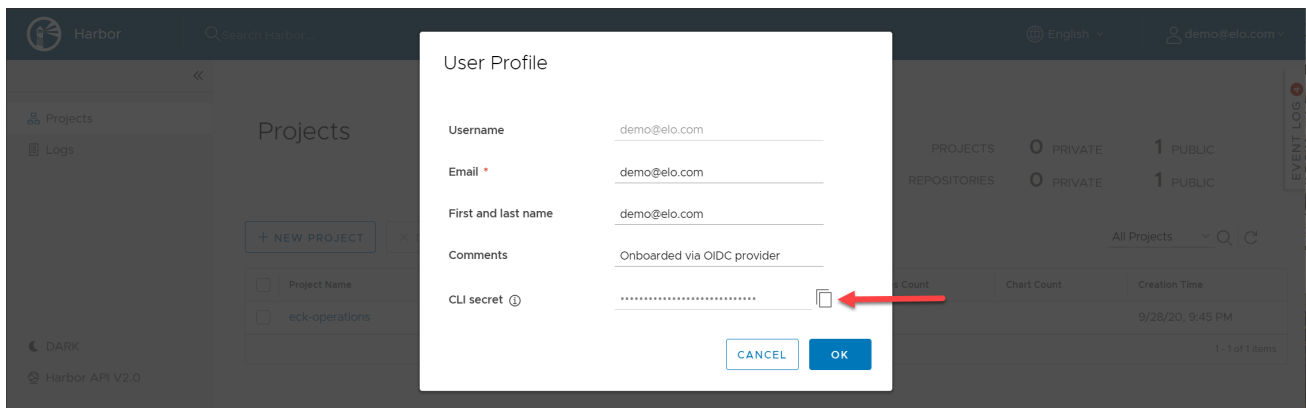 Harbor
Search Harbor...
English
demo@elo.com
User Profile
EVENT LOG
4
Projects
Logs
Projects
Username demo@elo.com
PROJECTS 0 PRIVATE 1 PUBLIC
Email * demo@elo.com
REPOSITORIES 0 PRIVATE 1 PUBLIC
First and last name demo@elo.com
+ NEW PROJECT
All Projects
Comments Onboarded via OIDC provider
Project Name
Count
Chart Count
Creation Time
CLI secret ⓘ ••••••••••••••••••••••••••••••
eck-operations
9/28/20, 9:45 PM
CANCEL OK
DARK
1 - 1 of 1 items
Harbor API V2.0